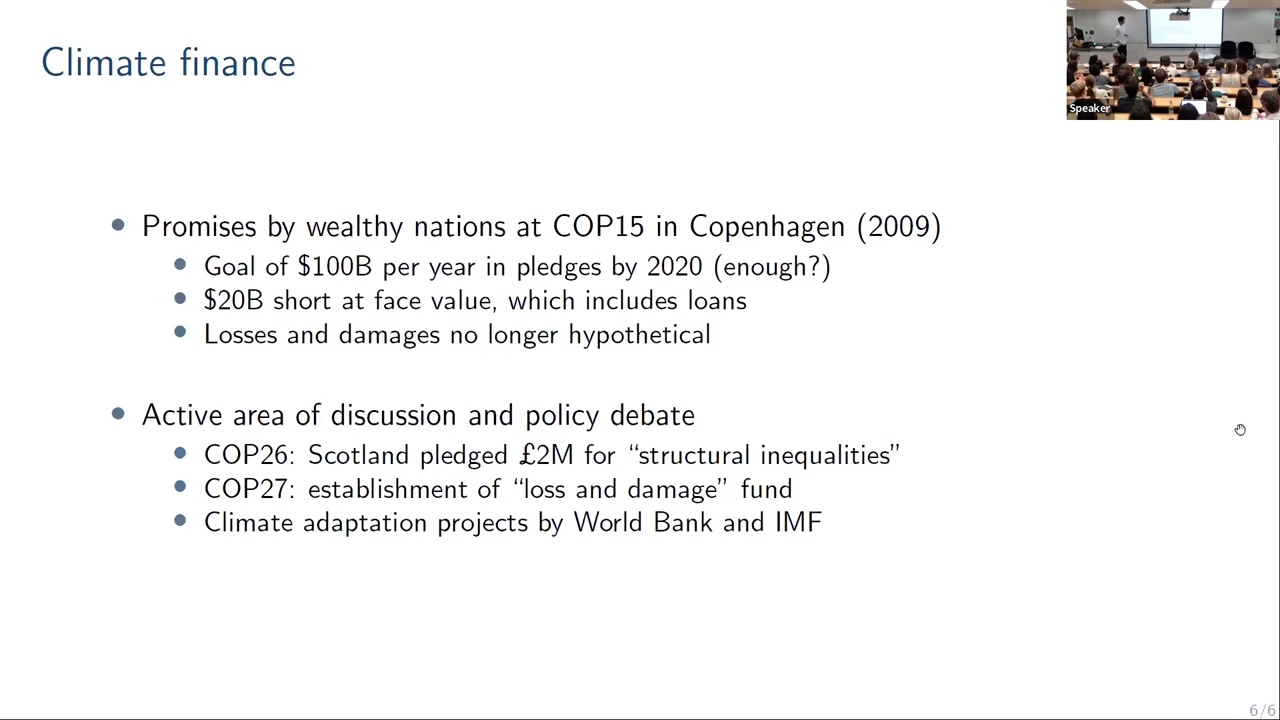 Climate finance
Speaker
Promises by wealthy nations at COP15 in Copenhagen (2009)
Goal of $100B per year in pledges by 2020 (enough?)
$20B short at face value, which includes loans
Losses and damages no longer hypothetical
Active area of discussion and policy debate
COP26: Scotland pledged £2M for “structural inequalities”
COP27: establishment of “loss and damage” fund
Climate adaptation projects by World Bank and IMF
6/6